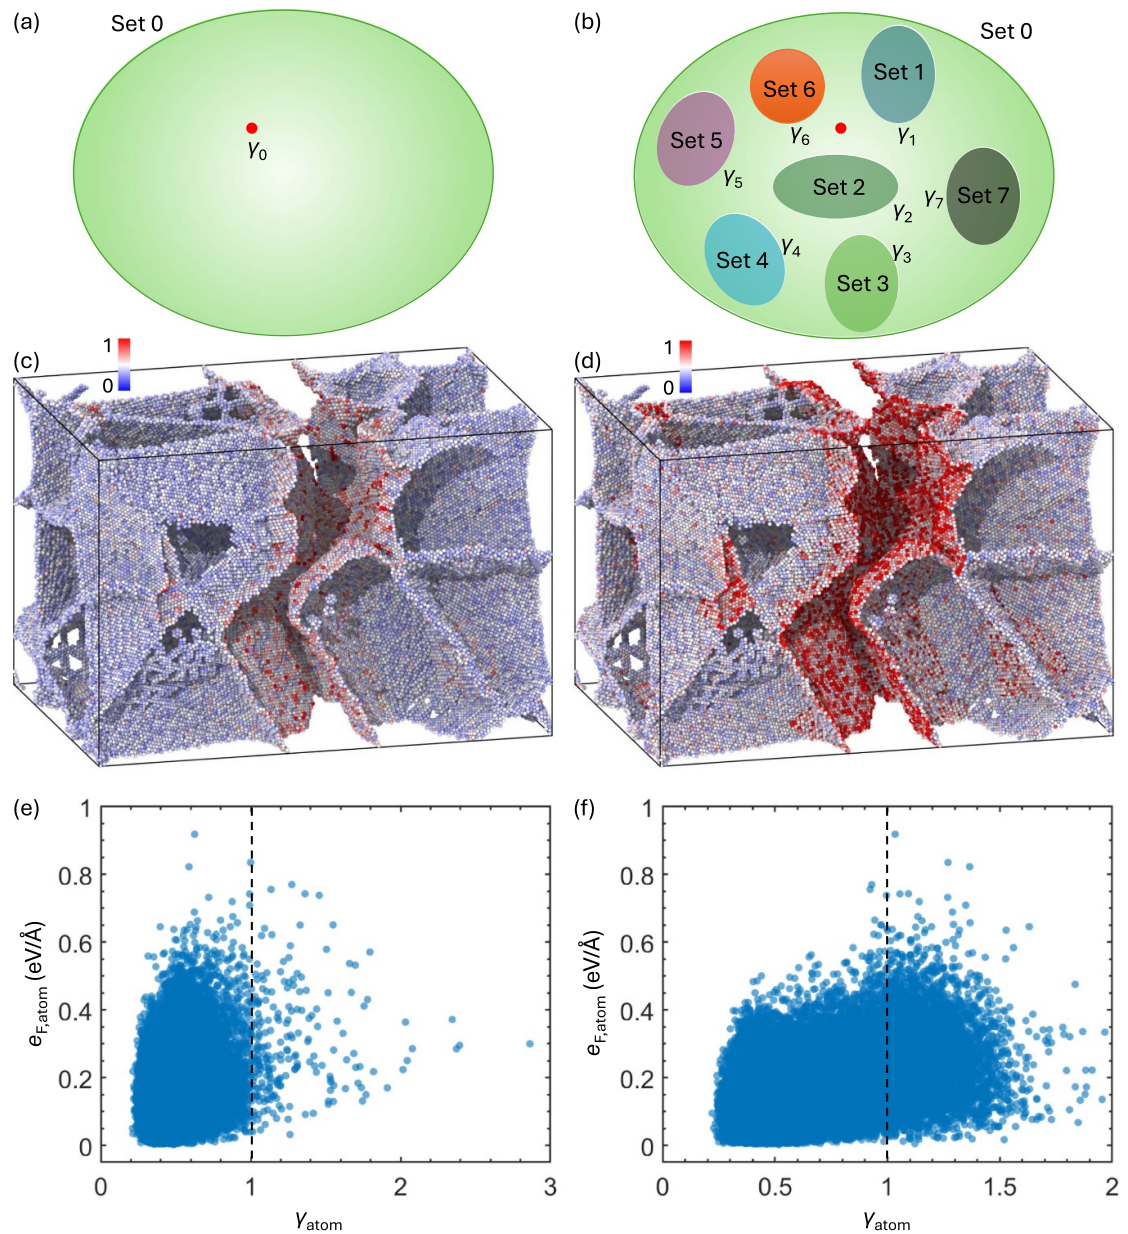 (a)
Set 0
γ0
(b)
Set 0
Set 1
Set 6
Set 5
γ6
γ1
γ5
Set 2
γ7
Set 7
γ2
γ4
γ3
Set 4
Set 3
(c)
1
0
(d)
1
0
(e)
1
0.8
0.6
0.4
0.2
0
eF,atom (eV/Å)
0
1
2
3
γatom
(f)
1
0.8
0.6
0.4
0.2
0
eF,atom (eV/Å)
0
0.5
1
1.5
2
γatom